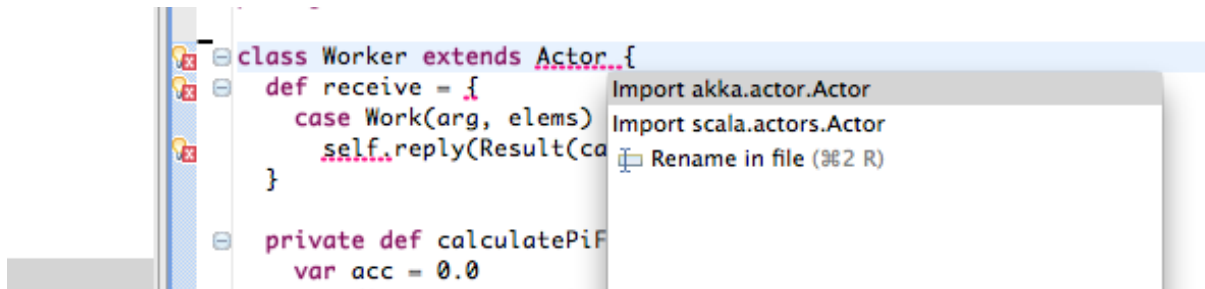 class Worker extends Actor {
def receive = {
case Work(arg, elems)
self.reply(Result(ca
}
private def calculatePiF
var acc = 0.0
Import akka.actor.Actor
Import scala.actors.Actor
Rename in file (⌘2 R)